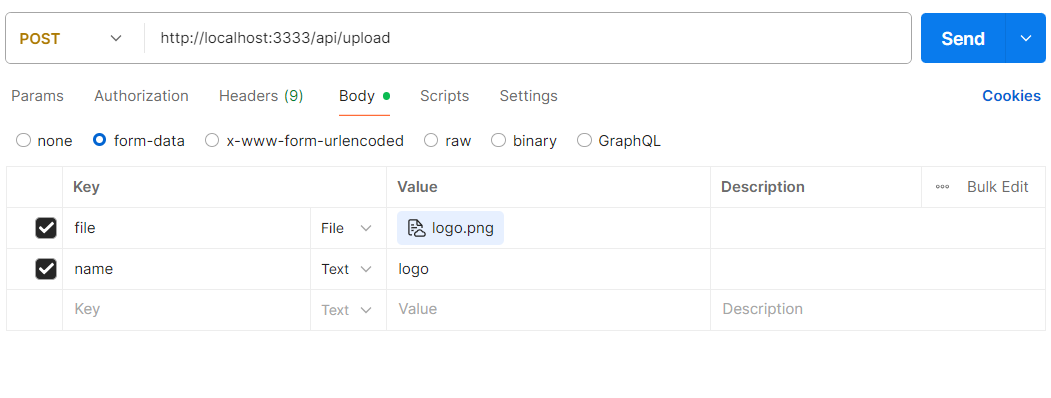 POST http://localhost:3333/api/upload Send
Params Authorization Headers (9) Body Scripts Settings Cookies
none form-data x-www-form-urlencoded raw binary GraphQL
Key Value Description Bulk Edit
file File logo.png
name Text logo
Key Text Value Description